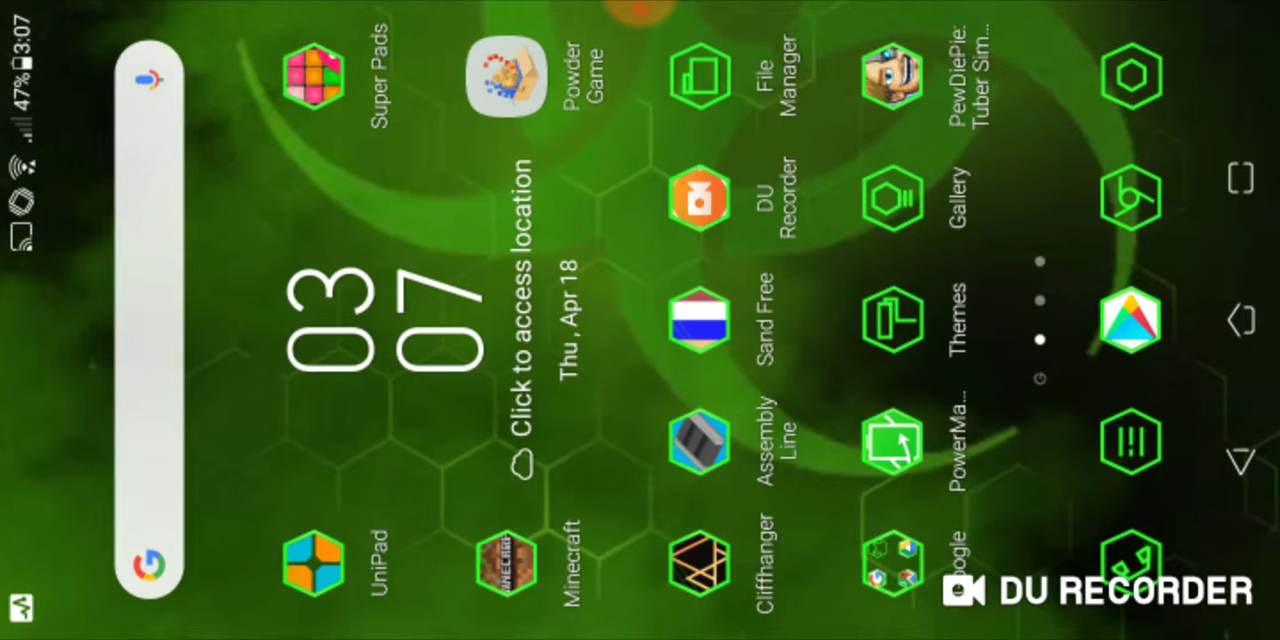 47% 3:07
03
07
Click to access location
Thu , Apr 18
UniPad
Super Pads
Minecraft
Powder
Game
Cliffhanger
Assembly
Line
Sand Free
DU
Recorder
File
Manager
oogle
PowerMa...
Themes
Gallery
PewDiePie:
Tuber Sim...
DU RECORDER